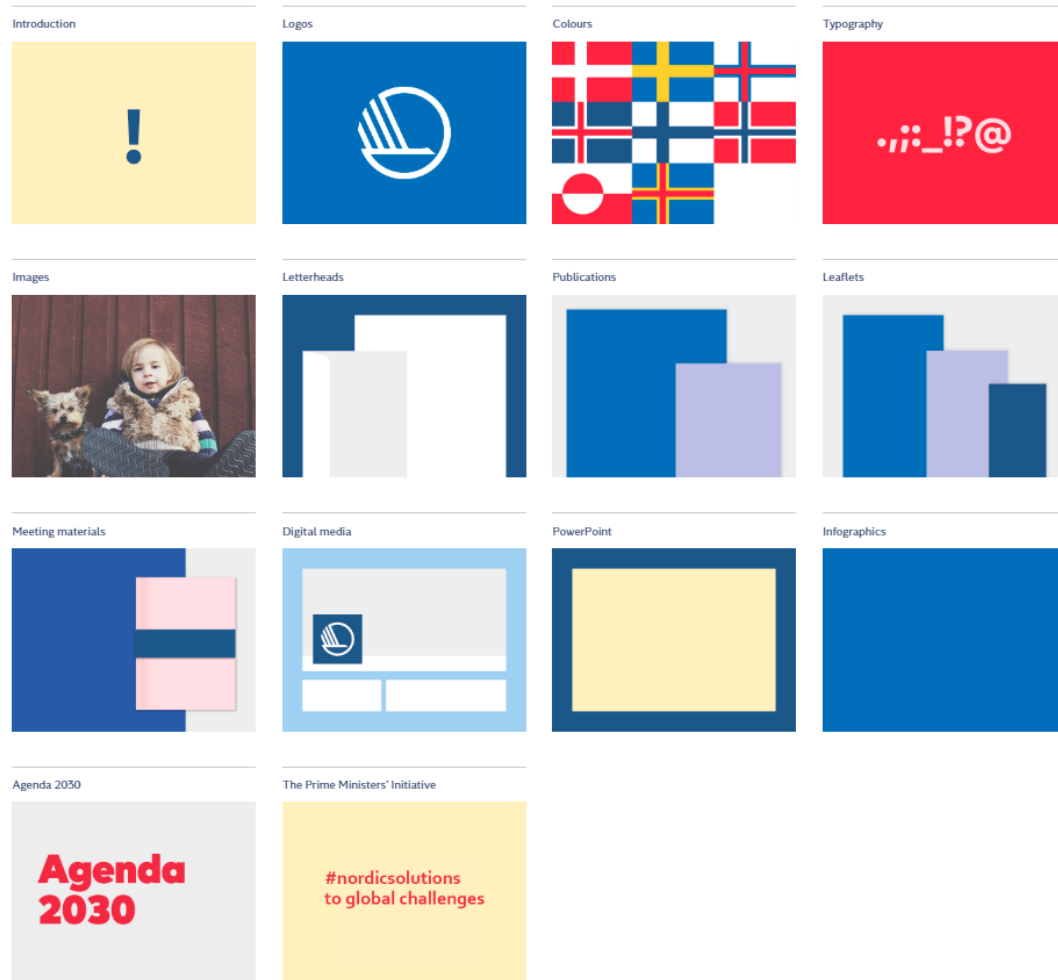 Introduction
Logos
Colours
Typography
!
.,;:_!?@
Images
Letterheads
Publications
Leaflets
Meeting materials
Digital media
PowerPoint
Infographics
Agenda 2030
The Prime Ministers' Initiative
Agenda
2030
#nordicsolutions
to global challenges